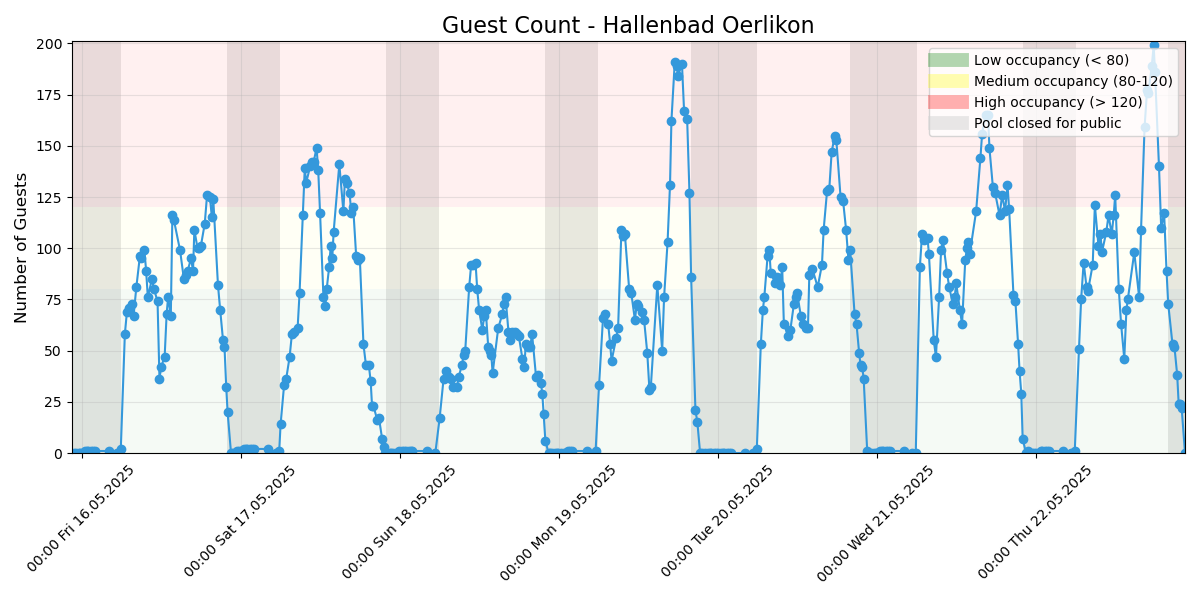 Guest Count - Hallenbad Oerlikon
Number of Guests
200
175
150
125
100
75
50
25
0
Low occupancy (< 80)
Medium occupancy (80-120)
High occupancy (> 120)
Pool closed for public
00:00 Fri 16.05.2025
00:00 Sat 17.05.2025
00:00 Sun 18.05.2025
00:00 Mon 19.05.2025
00:00 Tue 20.05.2025
00:00 Wed 21.05.2025
00:00 Thu 22.05.2025